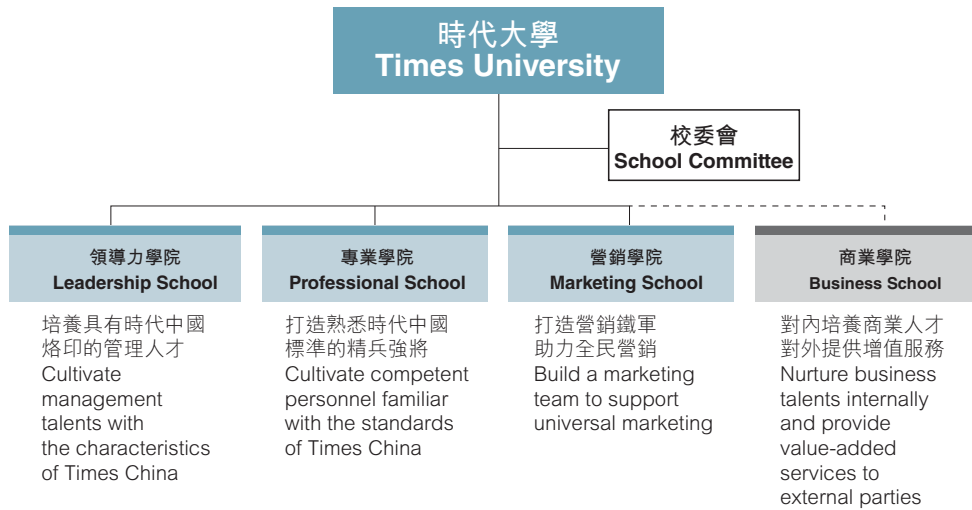 時代大學
Times University
校委會
School Committee
領導力學院
Leadership School
培養具有時代中國
烙印的管理人才
Cultivate
management
talents with
the characteristics
of Times China
專業學院
Professional School
打造熟悉時代中國
標準的精兵強將
Cultivate competent
personnel familiar
with the standards
of Times China
營銷學院
Marketing School
打造營銷鐵軍
助力全民營銷
Build a marketing
team to support
universal marketing
商業學院
Business School
對內培養商業人才
對外提供增值服務
Nurture business
talents internally
and provide
value-added
services to
external parties